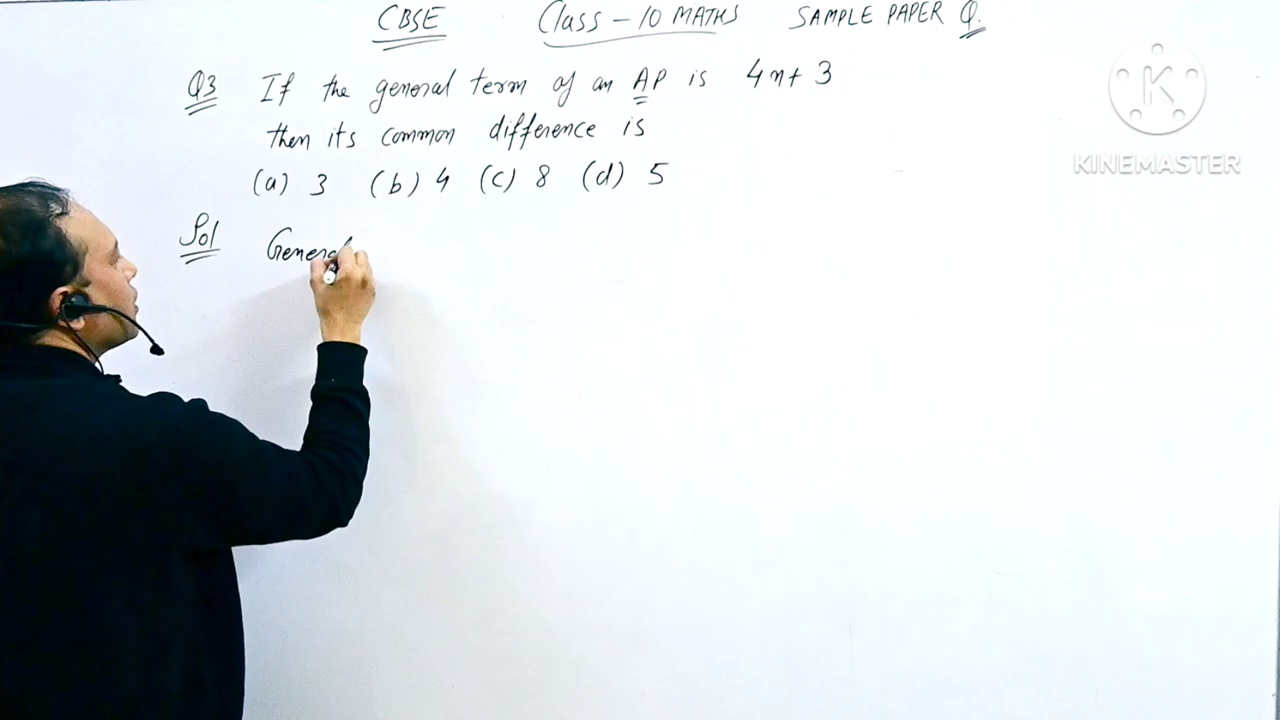 CBSE Class - 10 MATHS SAMPLE PAPER Q.
Q3 If the general term of an AP is 4n+3
then its common difference is
(a) 3 (b) 4 (c) 8 (d) 5
Sol General
K
KINEMASTER